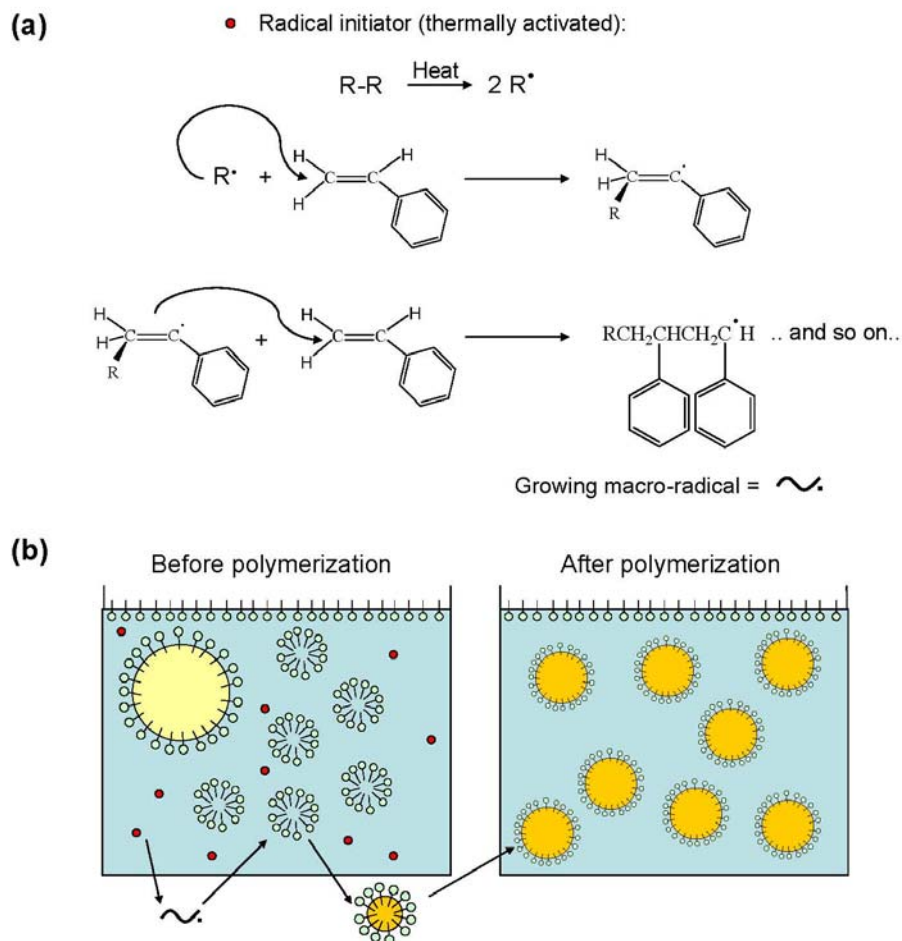 (a)
Radical initiator (thermally activated):
R-R Heat 2 R•
R• + H H C=C H H H C=C· R
H H C=C· R + H H C=C H RCH2CHCH2C•H .. and so on..
Growing macro-radical =
(b)
Before polymerization After polymerization